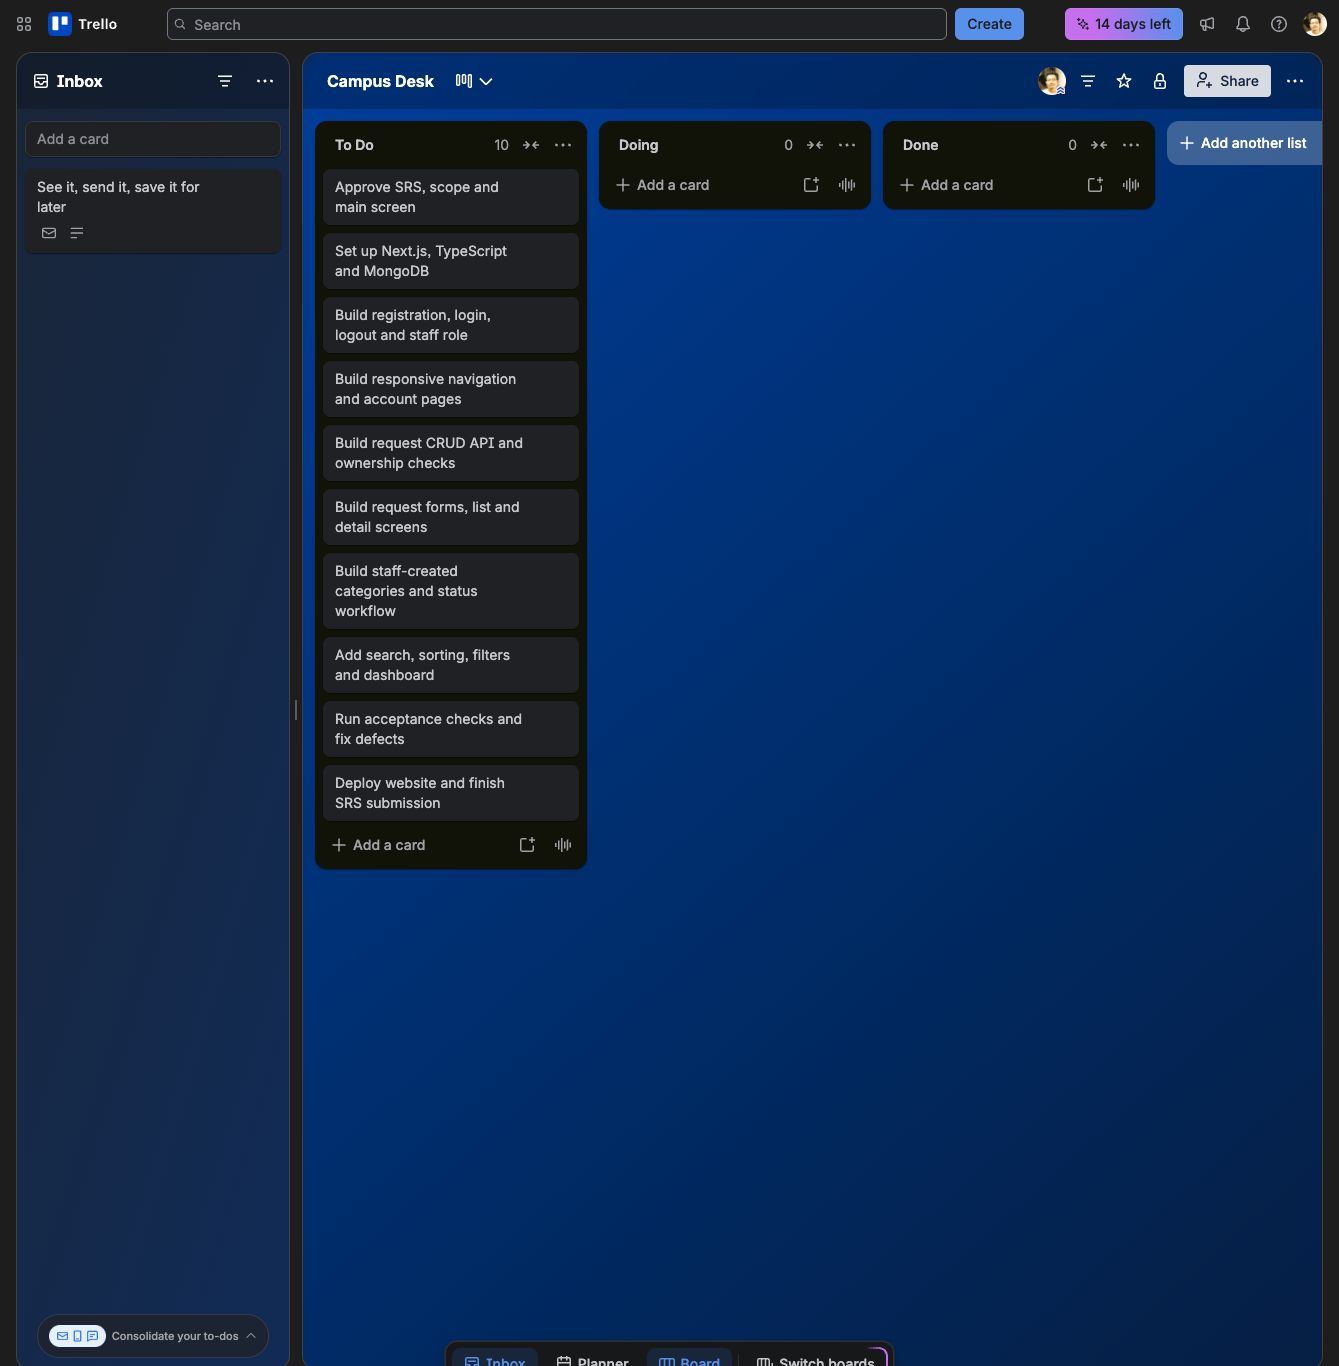 Trello
Search
Create
14 days left
Inbox
Add a card
See it, send it, save it for
later
Consolidate your to-dos
Campus Desk
Share
To Do 10
Approve SRS, scope and
main screen
Set up Next.js, TypeScript
and MongoDB
Build registration, login,
logout and staff role
Build responsive navigation
and account pages
Build request CRUD API and
ownership checks
Build request forms, list and
detail screens
Build staff-created
categories and status
workflow
Add search, sorting, filters
and dashboard
Run acceptance checks and
fix defects
Deploy website and finish
SRS submission
Add a card
Doing 0
Add a card
Done 0
Add a card
Add another list
Inbox
Planner
Board
Switch boards